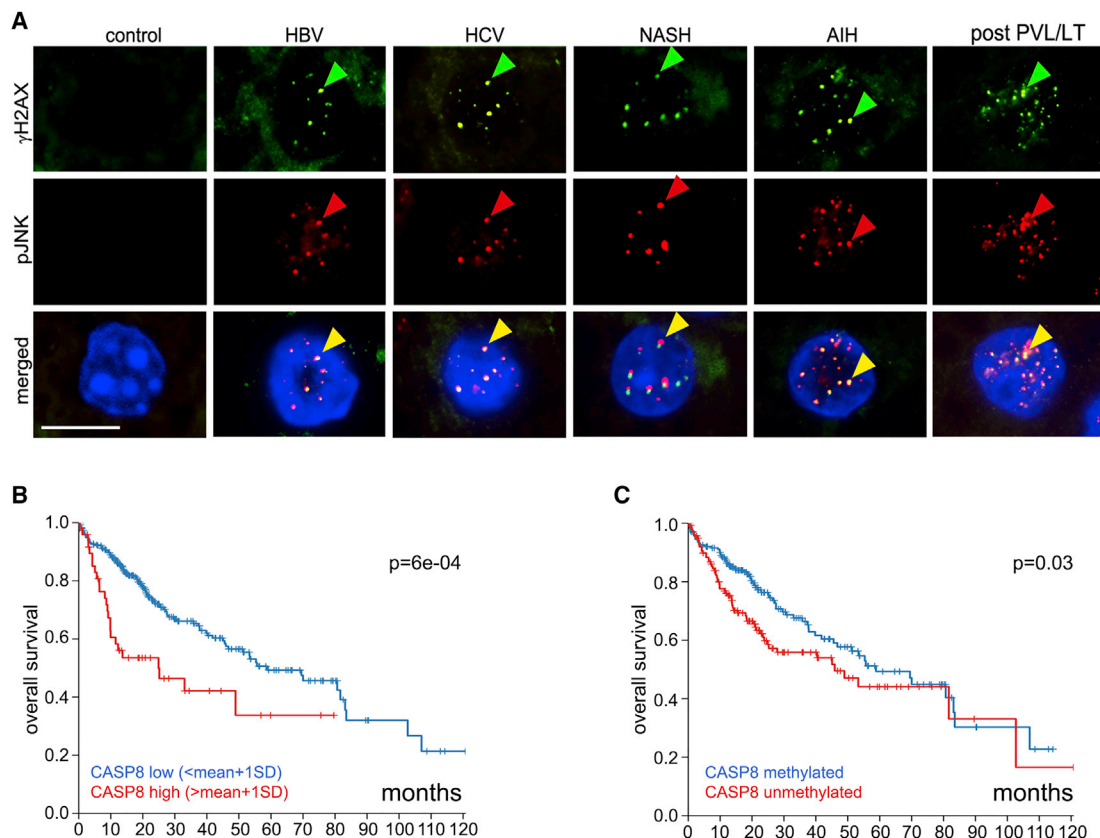 A
control HBV HCV NASH AIH post PVL/LT
γH2AX
pJNK
merged
B
1.0
0.8
0.6
0.4
0.2
0.0
overall survival
p=6e-04
CASP8 low (<mean+1SD)
CASP8 high (>mean+1SD)
months
0 10 20 30 40 50 60 70 80 90 100 110 120
C
1.0
0.8
0.6
0.4
0.2
0.0
overall survival
p=0.03
CASP8 methylated
CASP8 unmethylated
months
0 10 20 30 40 50 60 70 80 90 100 110 120